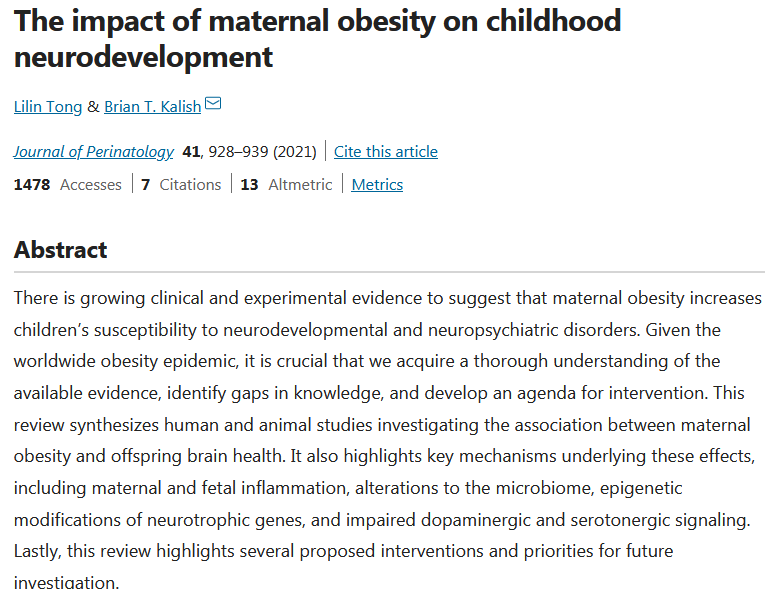 The impact of maternal obesity on childhood
neurodevelopment
Lilin Tong & Brian T. Kalish
Journal of Perinatology 41, 928–939 (2021) Cite this article
1478 Accesses 7 Citations 13 Altmetric Metrics
Abstract
There is growing clinical and experimental evidence to suggest that maternal obesity increases
children’s susceptibility to neurodevelopmental and neuropsychiatric disorders. Given the
worldwide obesity epidemic, it is crucial that we acquire a thorough understanding of the
available evidence, identify gaps in knowledge, and develop an agenda for intervention. This
review synthesizes human and animal studies investigating the association between maternal
obesity and offspring brain health. It also highlights key mechanisms underlying these effects,
including maternal and fetal inflammation, alterations to the microbiome, epigenetic
modifications of neurotrophic genes, and impaired dopaminergic and serotonergic signaling.
Lastly, this review highlights several proposed interventions and priorities for future
investigation.